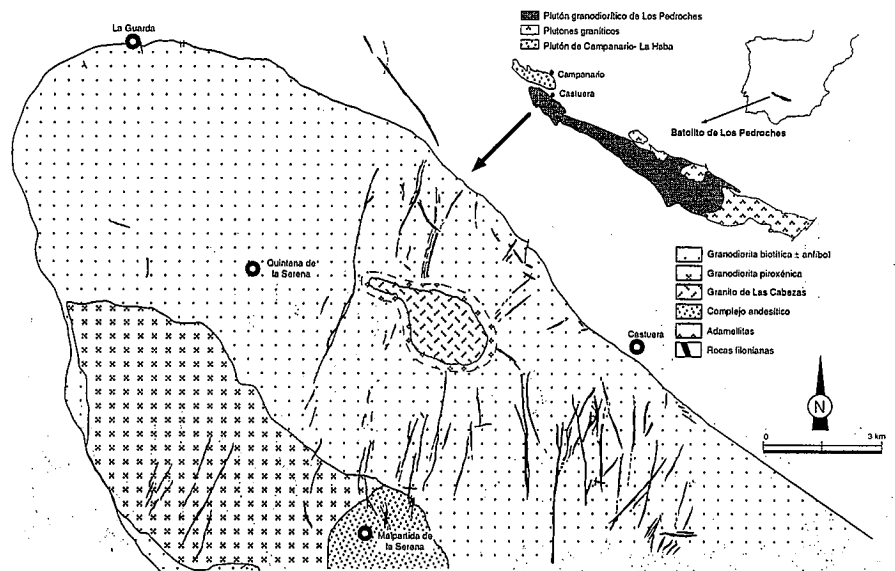 La Guarda
Plutón granodiorítico de Los Pedroches
Plutones graníticos
Plutón de Campanario- La Haba
Campanario
Castuera
Batolito de Los Pedroches
Quintana de
la Serena
Granodiorita biotítica ± anfíbol
Granodiorita piroxénica
Granito de Las Cabezas
Complejo andesítico
Adamellitas
Rocas filonianas
Castuera
N
0 3 km
Malpartida de
la Serena